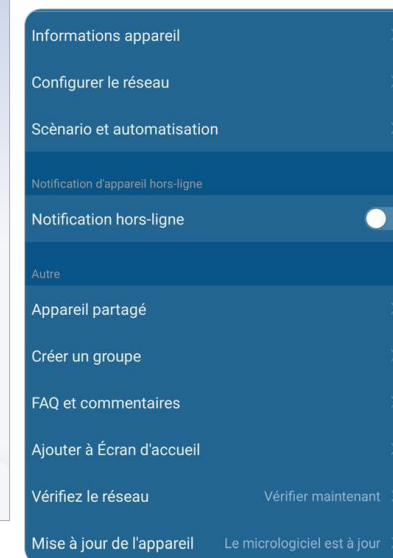 Informations appareil
Configurer le réseau
Scènario et automatisation
Notification d'appareil hors-ligne
Notification hors-ligne
Autre
Appareil partagé
Créer un groupe
FAQ et commentaires
Ajouter à Écran d'accueil
Vérifiez le réseau Vérifier maintenant
Mise à jour de l'appareil Le micrologiciel est à jour